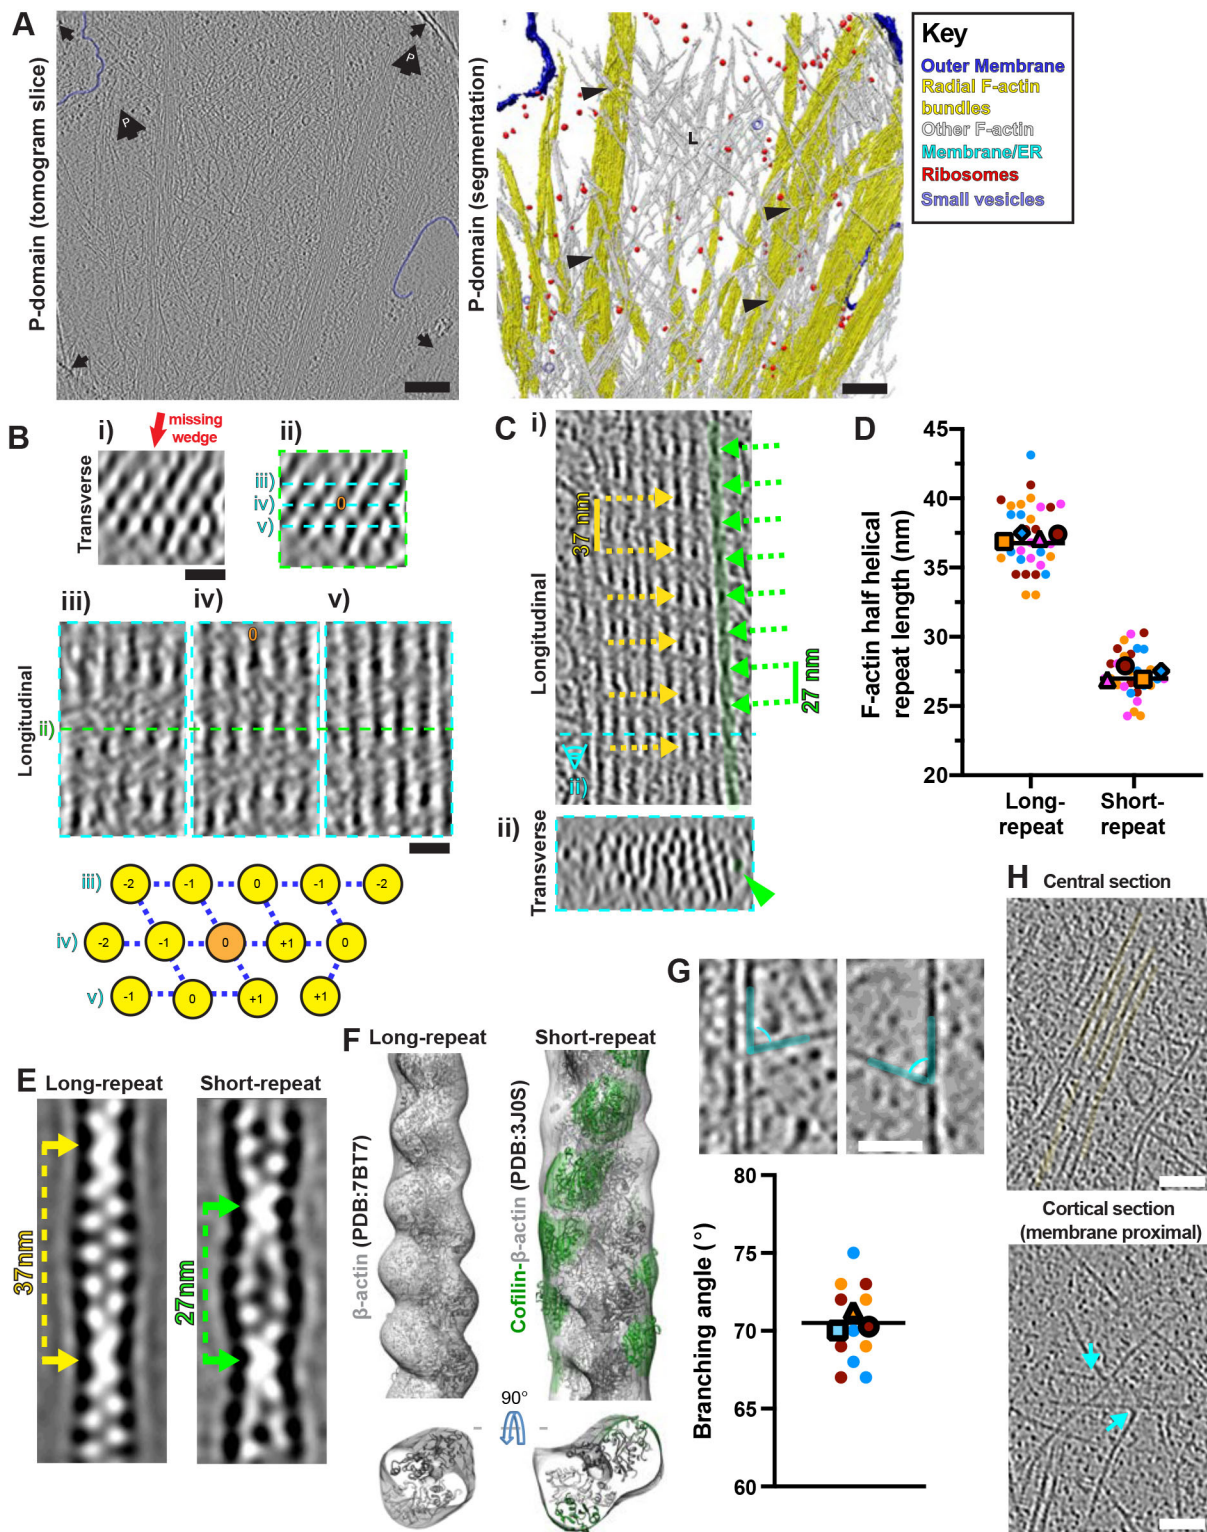 A
P-domain (tomogram slice)
P
P
P-domain (segmentation)
L
Key
Outer Membrane
Radial F-actin
bundles
Other F-actin
Membrane/ER
Ribosomes
Small vesicles
B
i)
missing
wedge
ii)
Transverse
iii)
iv)
v)
0
iii)
iv)
v)
0
ii)
Longitudinal
iii)
-2
-1
0
-1
-2
iv)
-2
-1
0
+1
0
v)
-1
0
+1
+1
C
i)
Longitudinal
37 nm
27 nm
ii)
ii)
Transverse
D
F-actin half helical
repeat length (nm)
45
40
35
30
25
20
Long-
repeat
Short-
repeat
E
Long-repeat
Short-repeat
37nm
27nm
F
Long-repeat
Short-repeat
β-actin (PDB:7BT7)
Cofilin-β-actin (PDB:3J0S)
90°
G
Branching angle (°)
80
75
70
65
60
H
Central section
Cortical section
(membrane proximal)